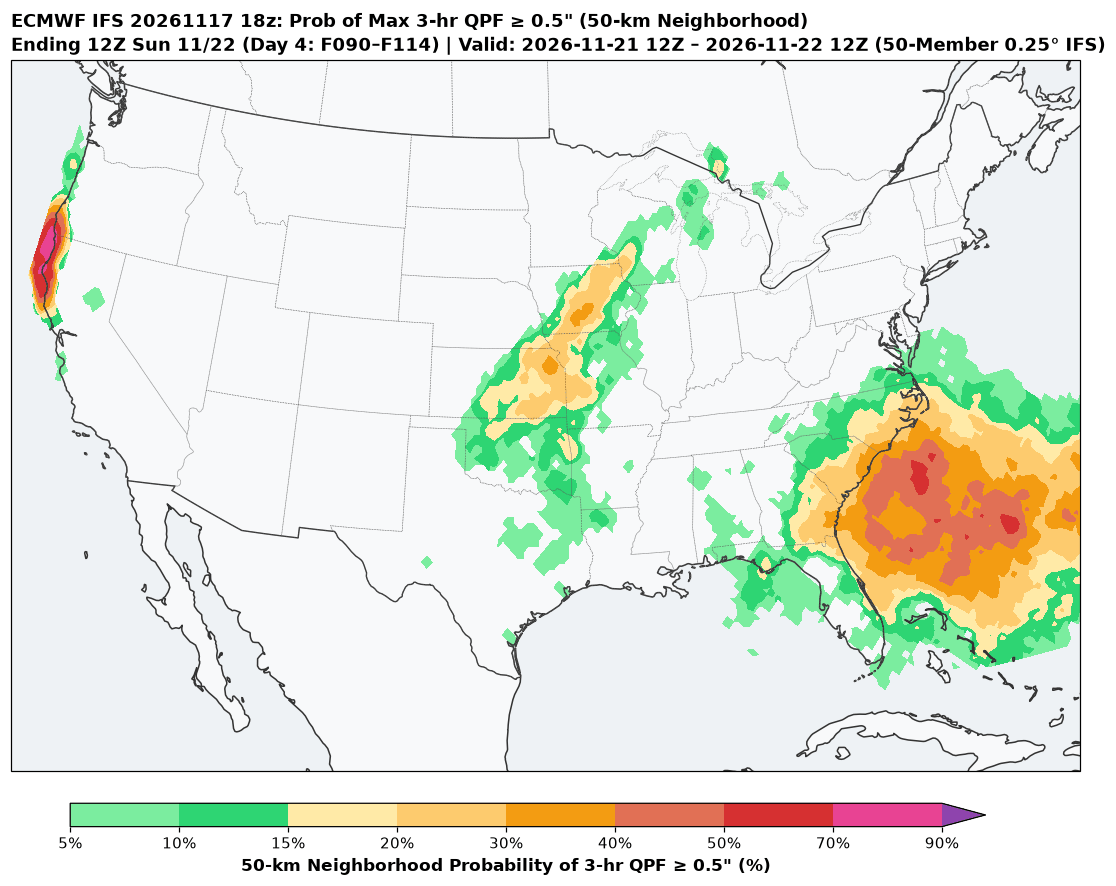 ECMWF IFS 20261117 18z: Prob of Max 3-hr QPF ≥ 0.5" (50-km Neighborhood)
Ending 12Z Sun 11/22 (Day 4: F090–F114) | Valid: 2026-11-21 12Z – 2026-11-22 12Z (50-Member 0.25° IFS)
5% 10% 15% 20% 30% 40% 50% 70% 90%
50-km Neighborhood Probability of 3-hr QPF ≥ 0.5" (%)